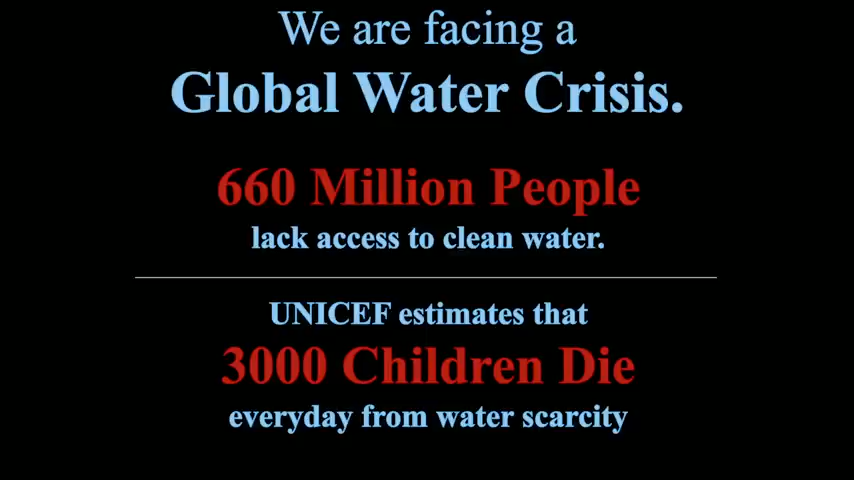 We are facing a
Global Water Crisis.
660 Million People
lack access to clean water.
UNICEF estimates that
3000 Children Die
everyday from water scarcity